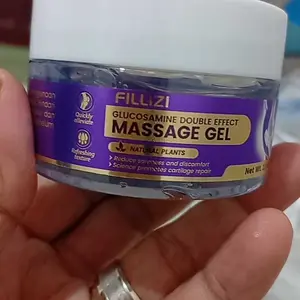 FILLIZI
GLUCOSAMINE DOUBLE EFFECT
MASSAGE GEL
NATURAL PLANTS
• Reduce soreness and discomfort
• Science promotes cartilage repair
Quickly
alleviate
Refreshing
texture
dan
Net